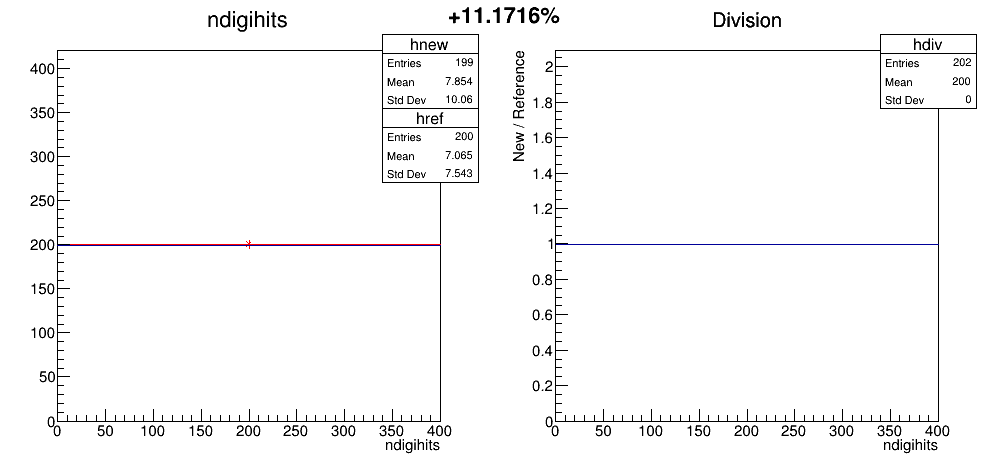 ndigihits
+11.1716%
Division
hnew
Entries 199
Mean 7.854
Std Dev 10.06
href
Entries 200
Mean 7.065
Std Dev 7.543
400
350
300
250
200
150
100
50
0
0 50 100 150 200 250 300 350 400
ndigihits
hdiv
Entries 202
Mean 200
Std Dev 0
New / Reference
2
1.8
1.6
1.4
1.2
1
0.8
0.6
0.4
0.2
0
0 50 100 150 200 250 300 350 400
ndigihits